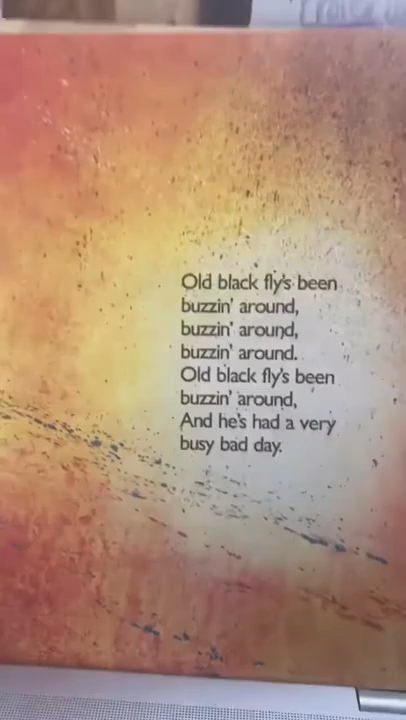 Old black fly's been
buzzin' around,
buzzin' around,
buzzin' around.
Old black fly's been
buzzin' around,
And he's had a very
busy bad day.